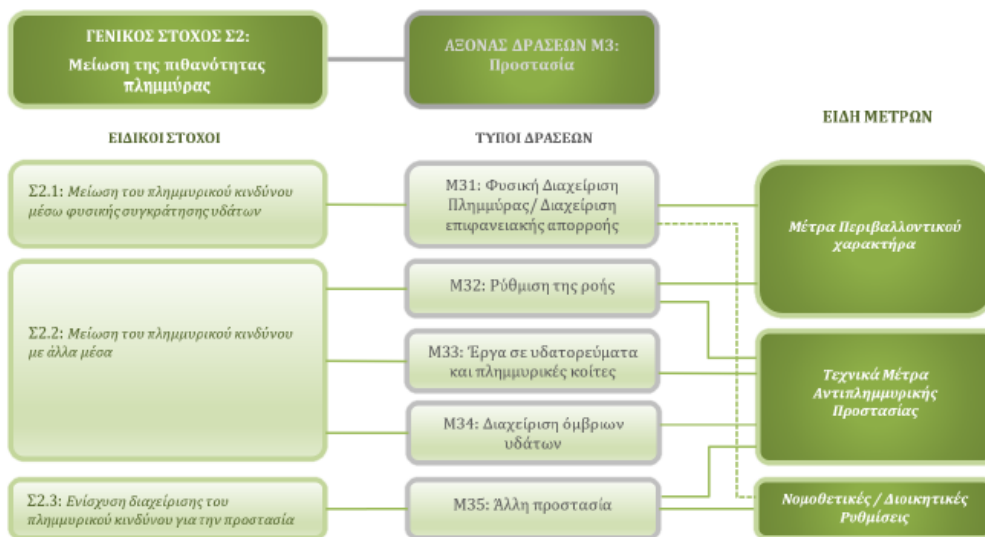 ΓΕΝΙΚΟΣ ΣΤΟΧΟΣ Σ2:
Μείωση της πιθανότητας
πλημμύρας
ΑΞΟΝΑΣ ΔΡΑΣΕΩΝ Μ3:
Προστασία
ΕΙΔΙΚΟΙ ΣΤΟΧΟΙ
ΤΥΠΟΙ ΔΡΑΣΕΩΝ
ΕΙΔΗ ΜΕΤΡΩΝ
Σ2.1: Μείωση του πλημμυρικού κινδύνου
μέσω φυσικής συγκράτησης υδάτων
Μ31: Φυσική Διαχείριση
Πλημμύρας/ Διαχείριση
επιφανειακής απορροής
Μέτρα Περιβαλλοντικού
χαρακτήρα
Σ2.2: Μείωση του πλημμυρικού κινδύνου
με άλλα μέσα
Μ32: Ρύθμιση της ροής
Μ33: Έργα σε υδατορεύματα
και πλημμυρικές κοίτες
Μ34: Διαχείριση όμβριων
υδάτων
Τεχνικά Μέτρα
Αντιπλημμυρικής
Προστασίας
Σ2.3: Ενίσχυση διαχείρισης του
πλημμυρικού κινδύνου για την προστασία
Μ35: Άλλη προστασία
Νομοθετικές / Διοικητικές
Ρυθμίσεις